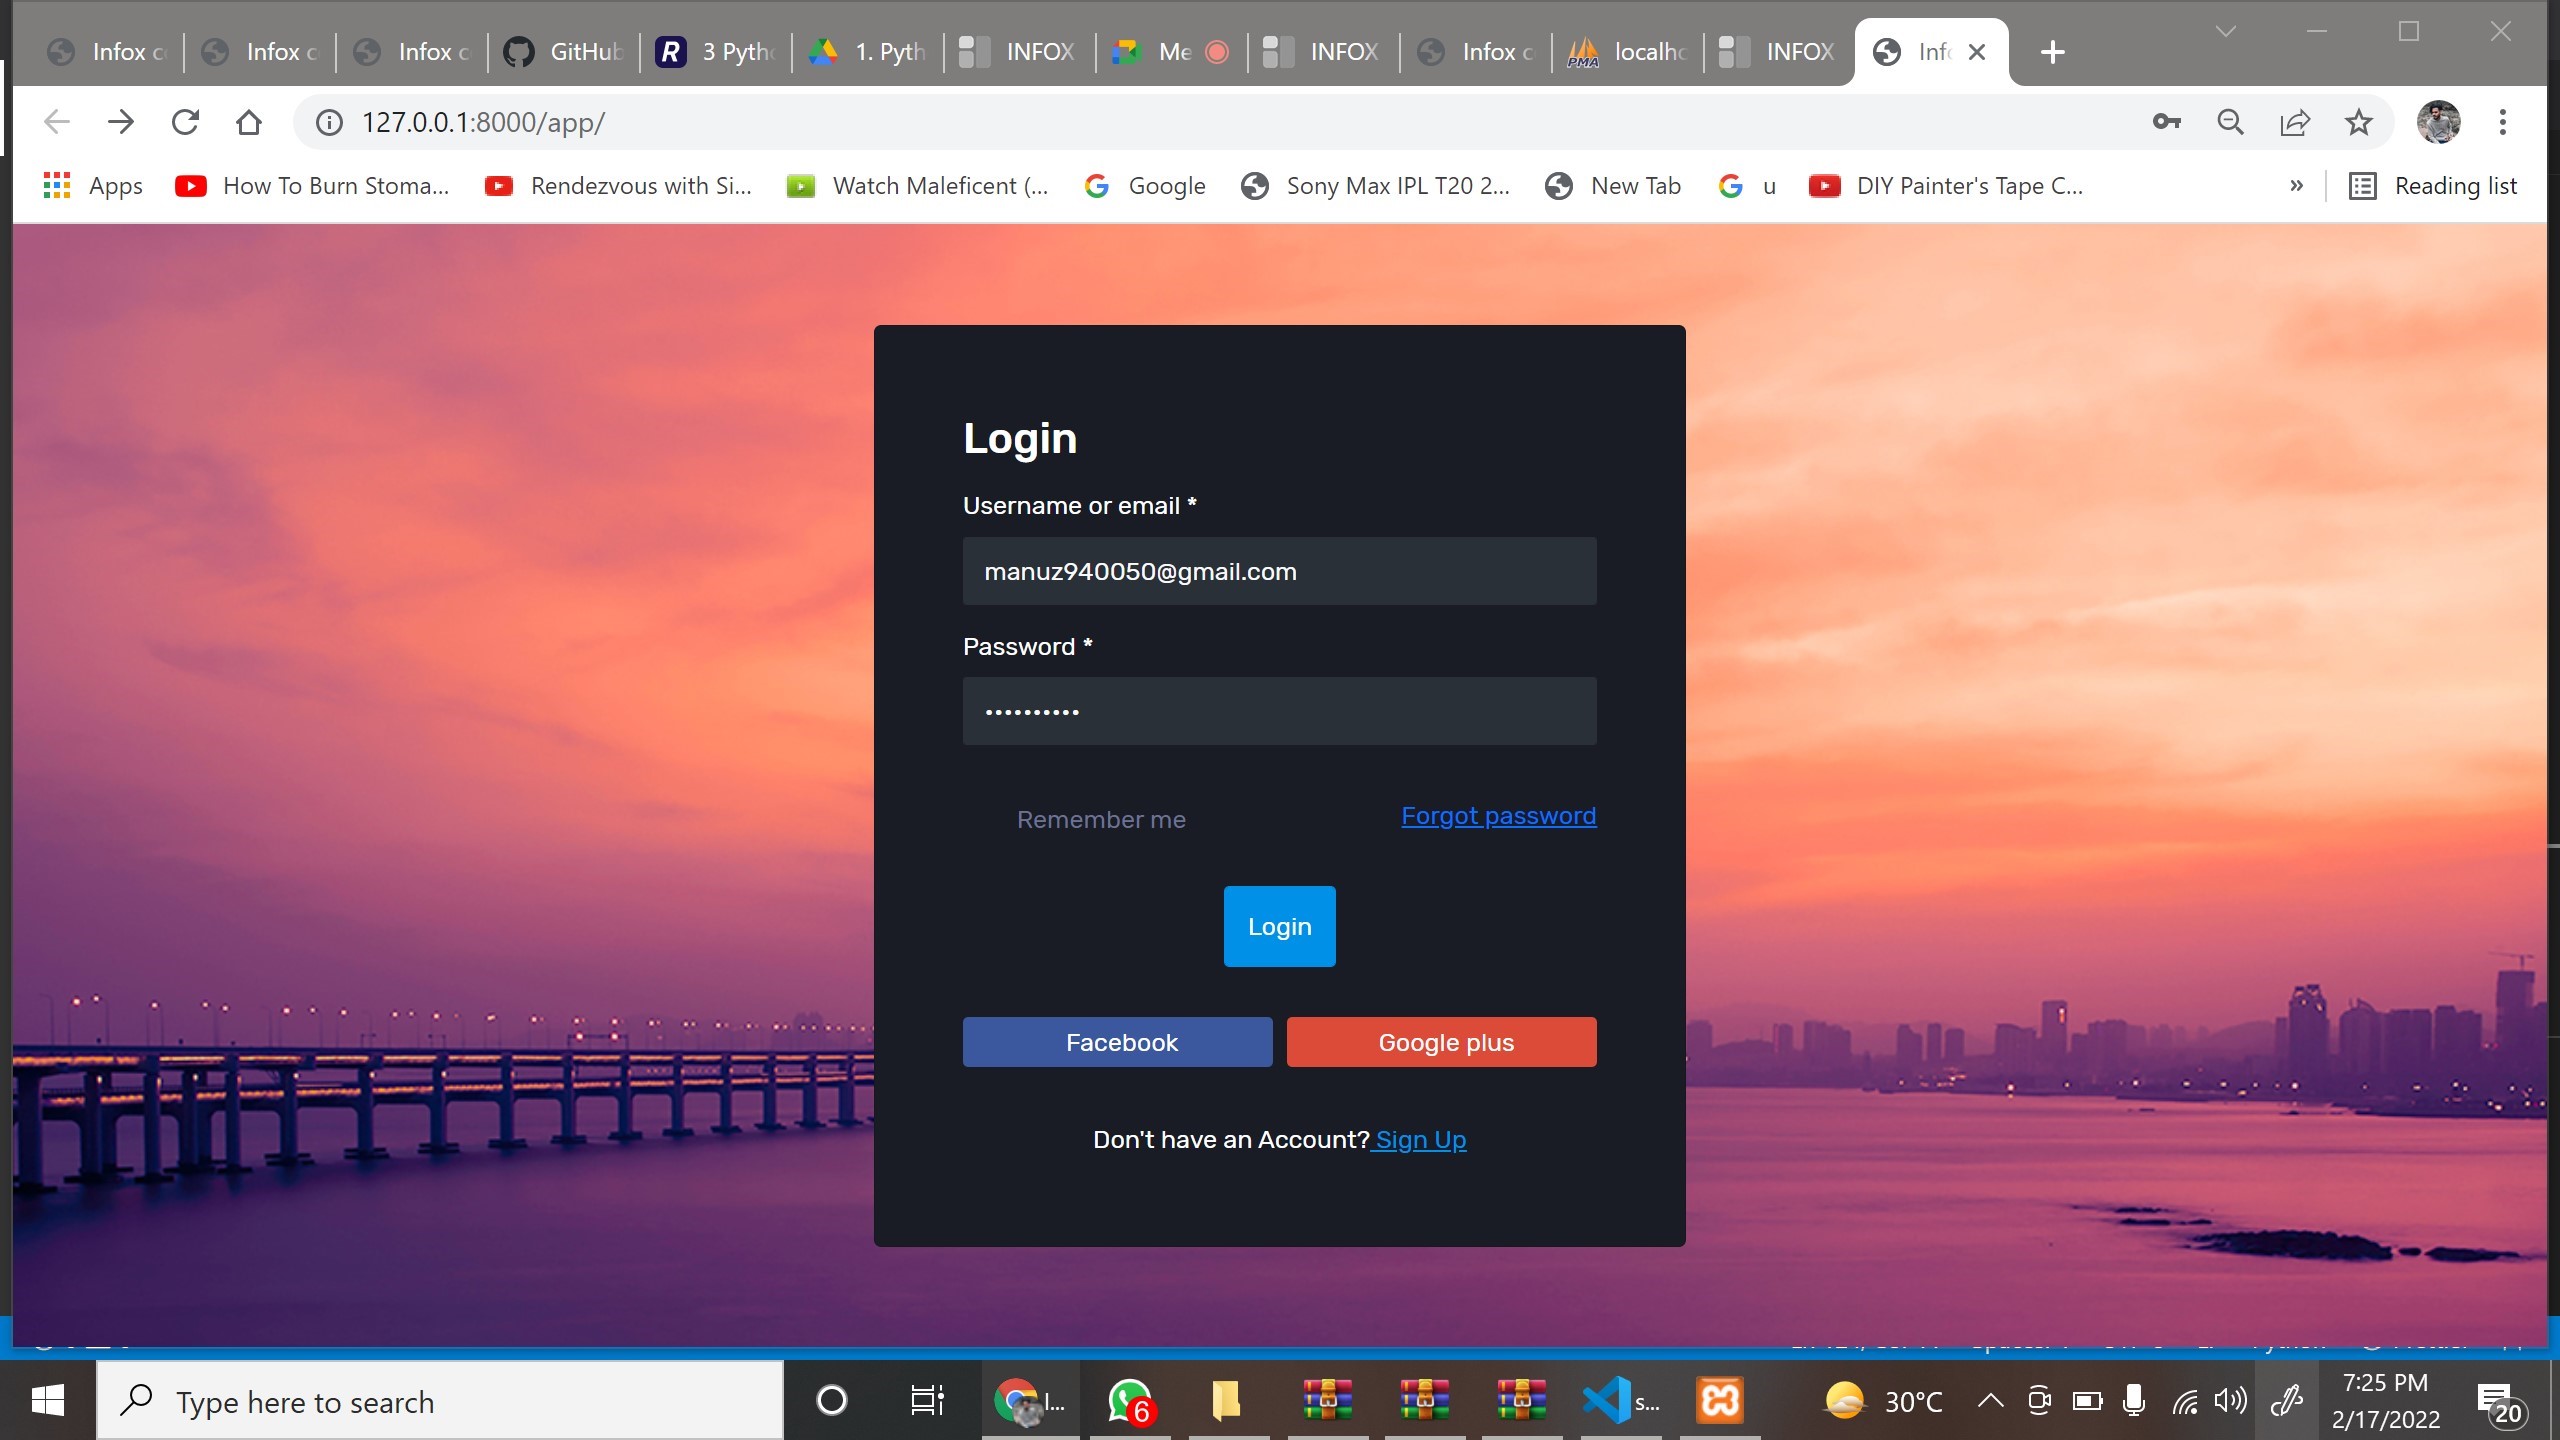 Infox c
Infox c
Infox c
GitHub
3 Pyth
1. Pyth
INFOX
Me
INFOX
Infox c
localho
INFOX
Inf
127.0.0.1:8000/app/
Apps
How To Burn Stoma...
Rendezvous with Si...
Watch Maleficent (...
Google
Sony Max IPL T20 2...
New Tab
u
DIY Painter's Tape C...
»
Reading list
Login
Username or email *
manuz940050@gmail.com
Password *
••••••••••
Remember me
Forgot password
Login
Facebook
Google plus
Don't have an Account? Sign Up
Type here to search
l...
6
s...
30°C
7:25 PM
2/17/2022
20